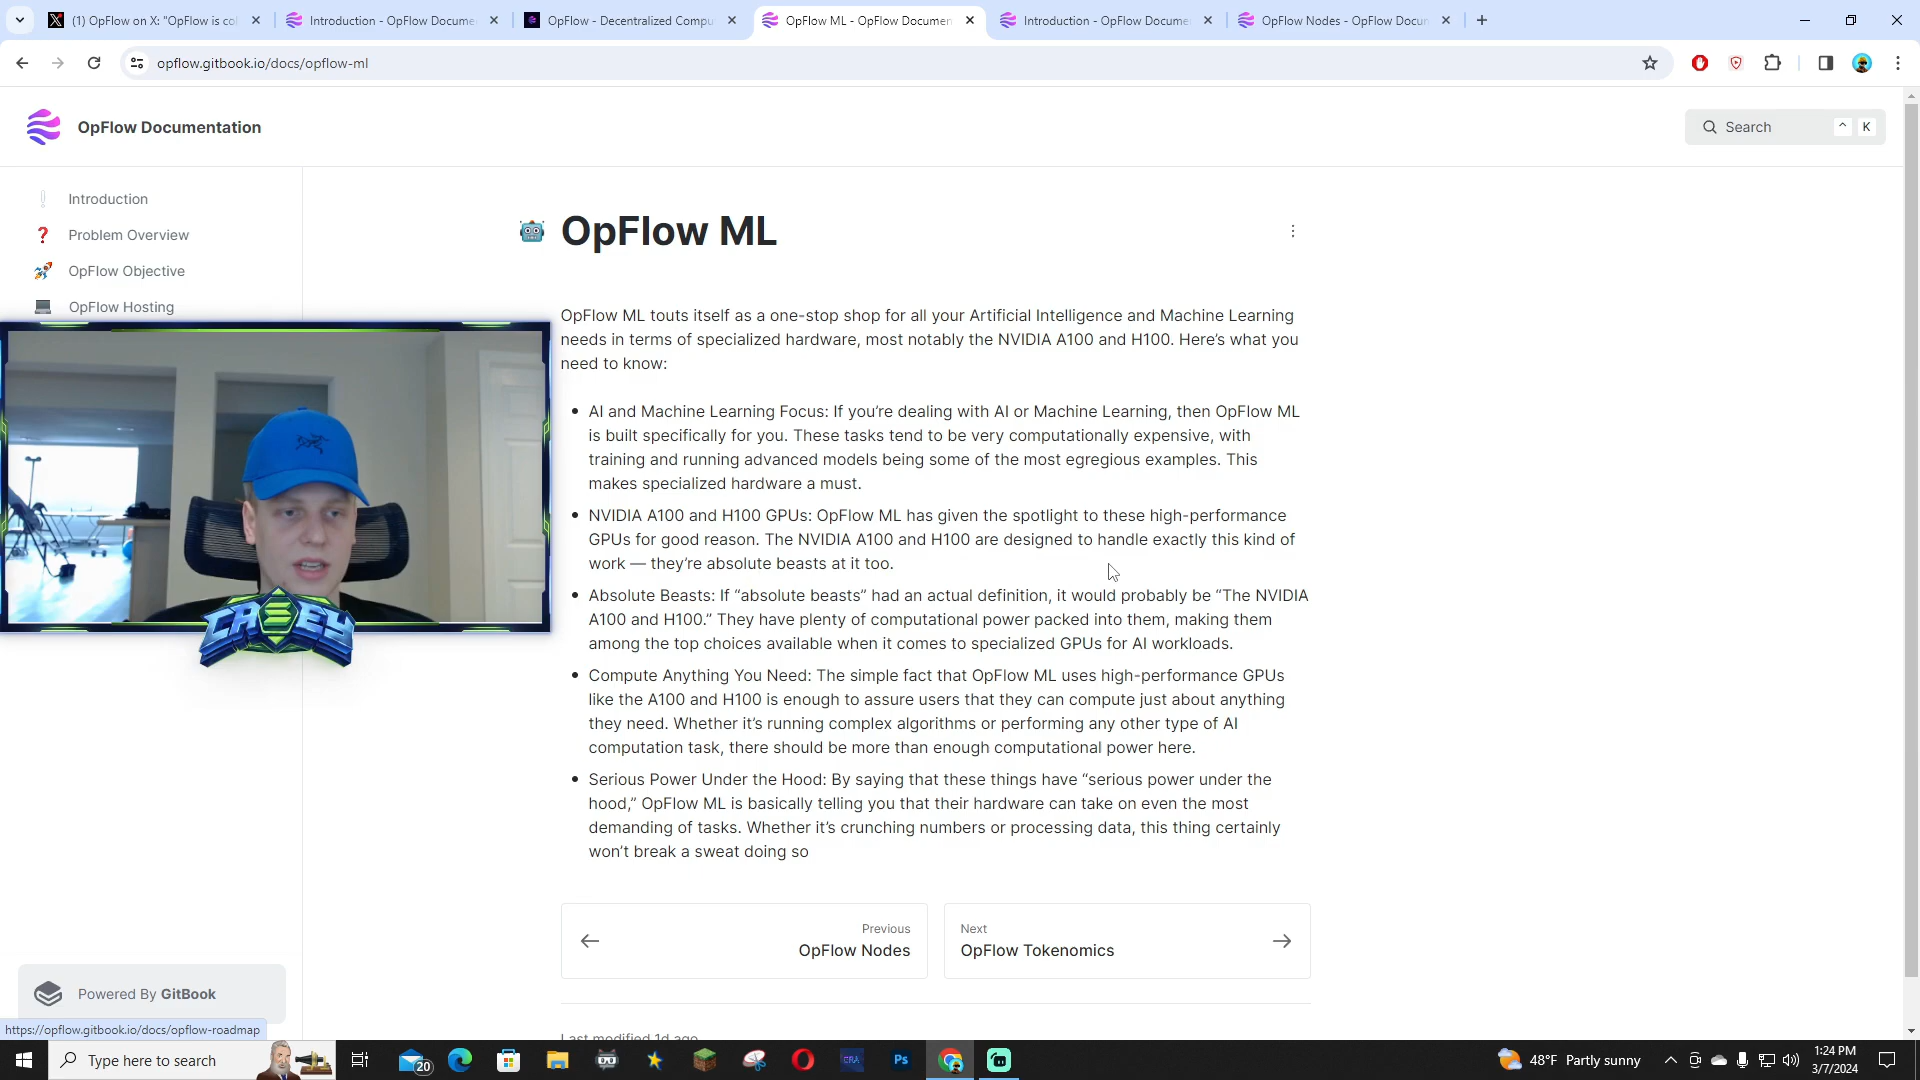 (1) OpFlow on X: "OpFlow is col
Introduction - OpFlow Documen
OpFlow - Decentralized Comput
OpFlow ML - OpFlow Documen
Introduction - OpFlow Documen
OpFlow Nodes - OpFlow Docum
opflow.gitbook.io/docs/opflow-ml
OpFlow Documentation
Search
^ K
Introduction
Problem Overview
OpFlow Objective
OpFlow Hosting
OpFlow ML
OpFlow ML touts itself as a one-stop shop for all your Artificial Intelligence and Machine Learning
needs in terms of specialized hardware, most notably the NVIDIA A100 and H100. Here's what you
need to know:
AI and Machine Learning Focus: If you're dealing with AI or Machine Learning, then OpFlow ML
is built specifically for you. These tasks tend to be very computationally expensive, with
training and running advanced models being some of the most egregious examples. This
makes specialized hardware a must.
NVIDIA A100 and H100 GPUs: OpFlow ML has given the spotlight to these high-performance
GPUs for good reason. The NVIDIA A100 and H100 are designed to handle exactly this kind of
work — they're absolute beasts at it too.
Absolute Beasts: If “absolute beasts” had an actual definition, it would probably be “The NVIDIA
A100 and H100.” They have plenty of computational power packed into them, making them
among the top choices available when it comes to specialized GPUs for AI workloads.
Compute Anything You Need: The simple fact that OpFlow ML uses high-performance GPUs
like the A100 and H100 is enough to assure users that they can compute just about anything
they need. Whether it's running complex algorithms or performing any other type of AI
computation task, there should be more than enough computational power here.
Serious Power Under the Hood: By saying that these things have “serious power under the
hood,” OpFlow ML is basically telling you that their hardware can take on even the most
demanding of tasks. Whether it's crunching numbers or processing data, this thing certainly
won't break a sweat doing so
CASEY
Previous
OpFlow Nodes
Next
OpFlow Tokenomics
Last modified 1d ago
Powered By GitBook
https://opflow.gitbook.io/docs/opflow-roadmap
Type here to search
20
CRA
Ps
48°F Partly sunny
1:24 PM
3/7/2024